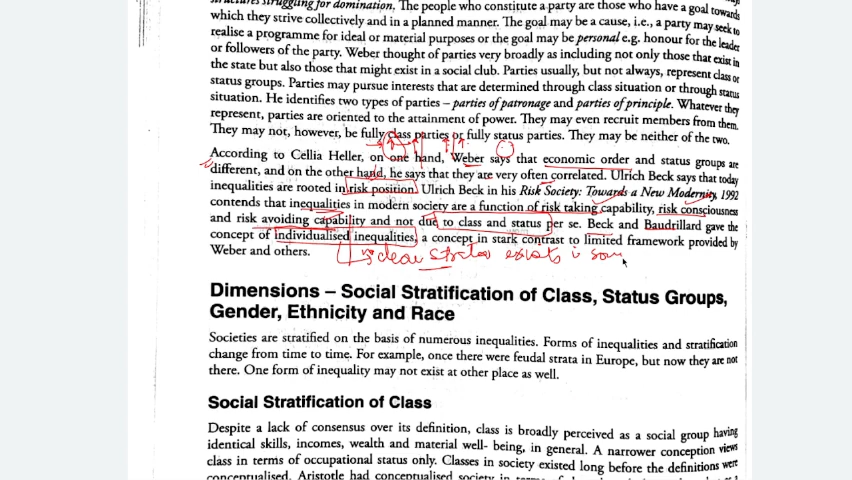 structures struggling for domination. The people who constitute a party are those who have a goal towards
which they strive collectively and in a planned manner. The goal may be a cause, i.e., a party may seek to
realise a programme for ideal or material purposes or the goal may be personal e.g. honour for the leader
or followers of the party. Weber thought of parties very broadly as including not only those that exist in
the state but also those that might exist in a social club. Parties usually, but not always, represent class or
status groups. Parties may pursue interests that are determined through class situation or through status
situation. He identifies two types of parties – parties of patronage and parties of principle. Whatever they
represent, parties are oriented to the attainment of power. They may even recruit members from them.
They may not, however, be fully class parties or fully status parties. They may be neither of the two.
According to Cellia Heller, on one hand, Weber says that economic order and status groups are
different, and on the other hand, he says that they are very often correlated. Ulrich Beck says that today
inequalities are rooted in risk position. Ulrich Beck in his Risk Society: Towards a New Modernity, 1992
contends that inequalities in modern society are a function of risk taking capability, risk consciousness
and risk avoiding capability and not due to class and status per se. Beck and Baudrillard gave the
concept of individualised inequalities, a concept in stark contrast to limited framework provided by
Weber and others.
clear strata exists
Dimensions – Social Stratification of Class, Status Groups,
Gender, Ethnicity and Race
Societies are stratified on the basis of numerous inequalities. Forms of inequalities and stratification
change from time to time. For example, once there were feudal strata in Europe, but now they are not
there. One form of inequality may not exist at other place as well.
Social Stratification of Class
Despite a lack of consensus over its definition, class is broadly perceived as a social group having
identical skills, incomes, wealth and material well- being, in general. A narrower conception views
class in terms of occupational status only. Classes in society existed long before the definitions were
conceptualised. Aristotle had conceptualised society in terms of